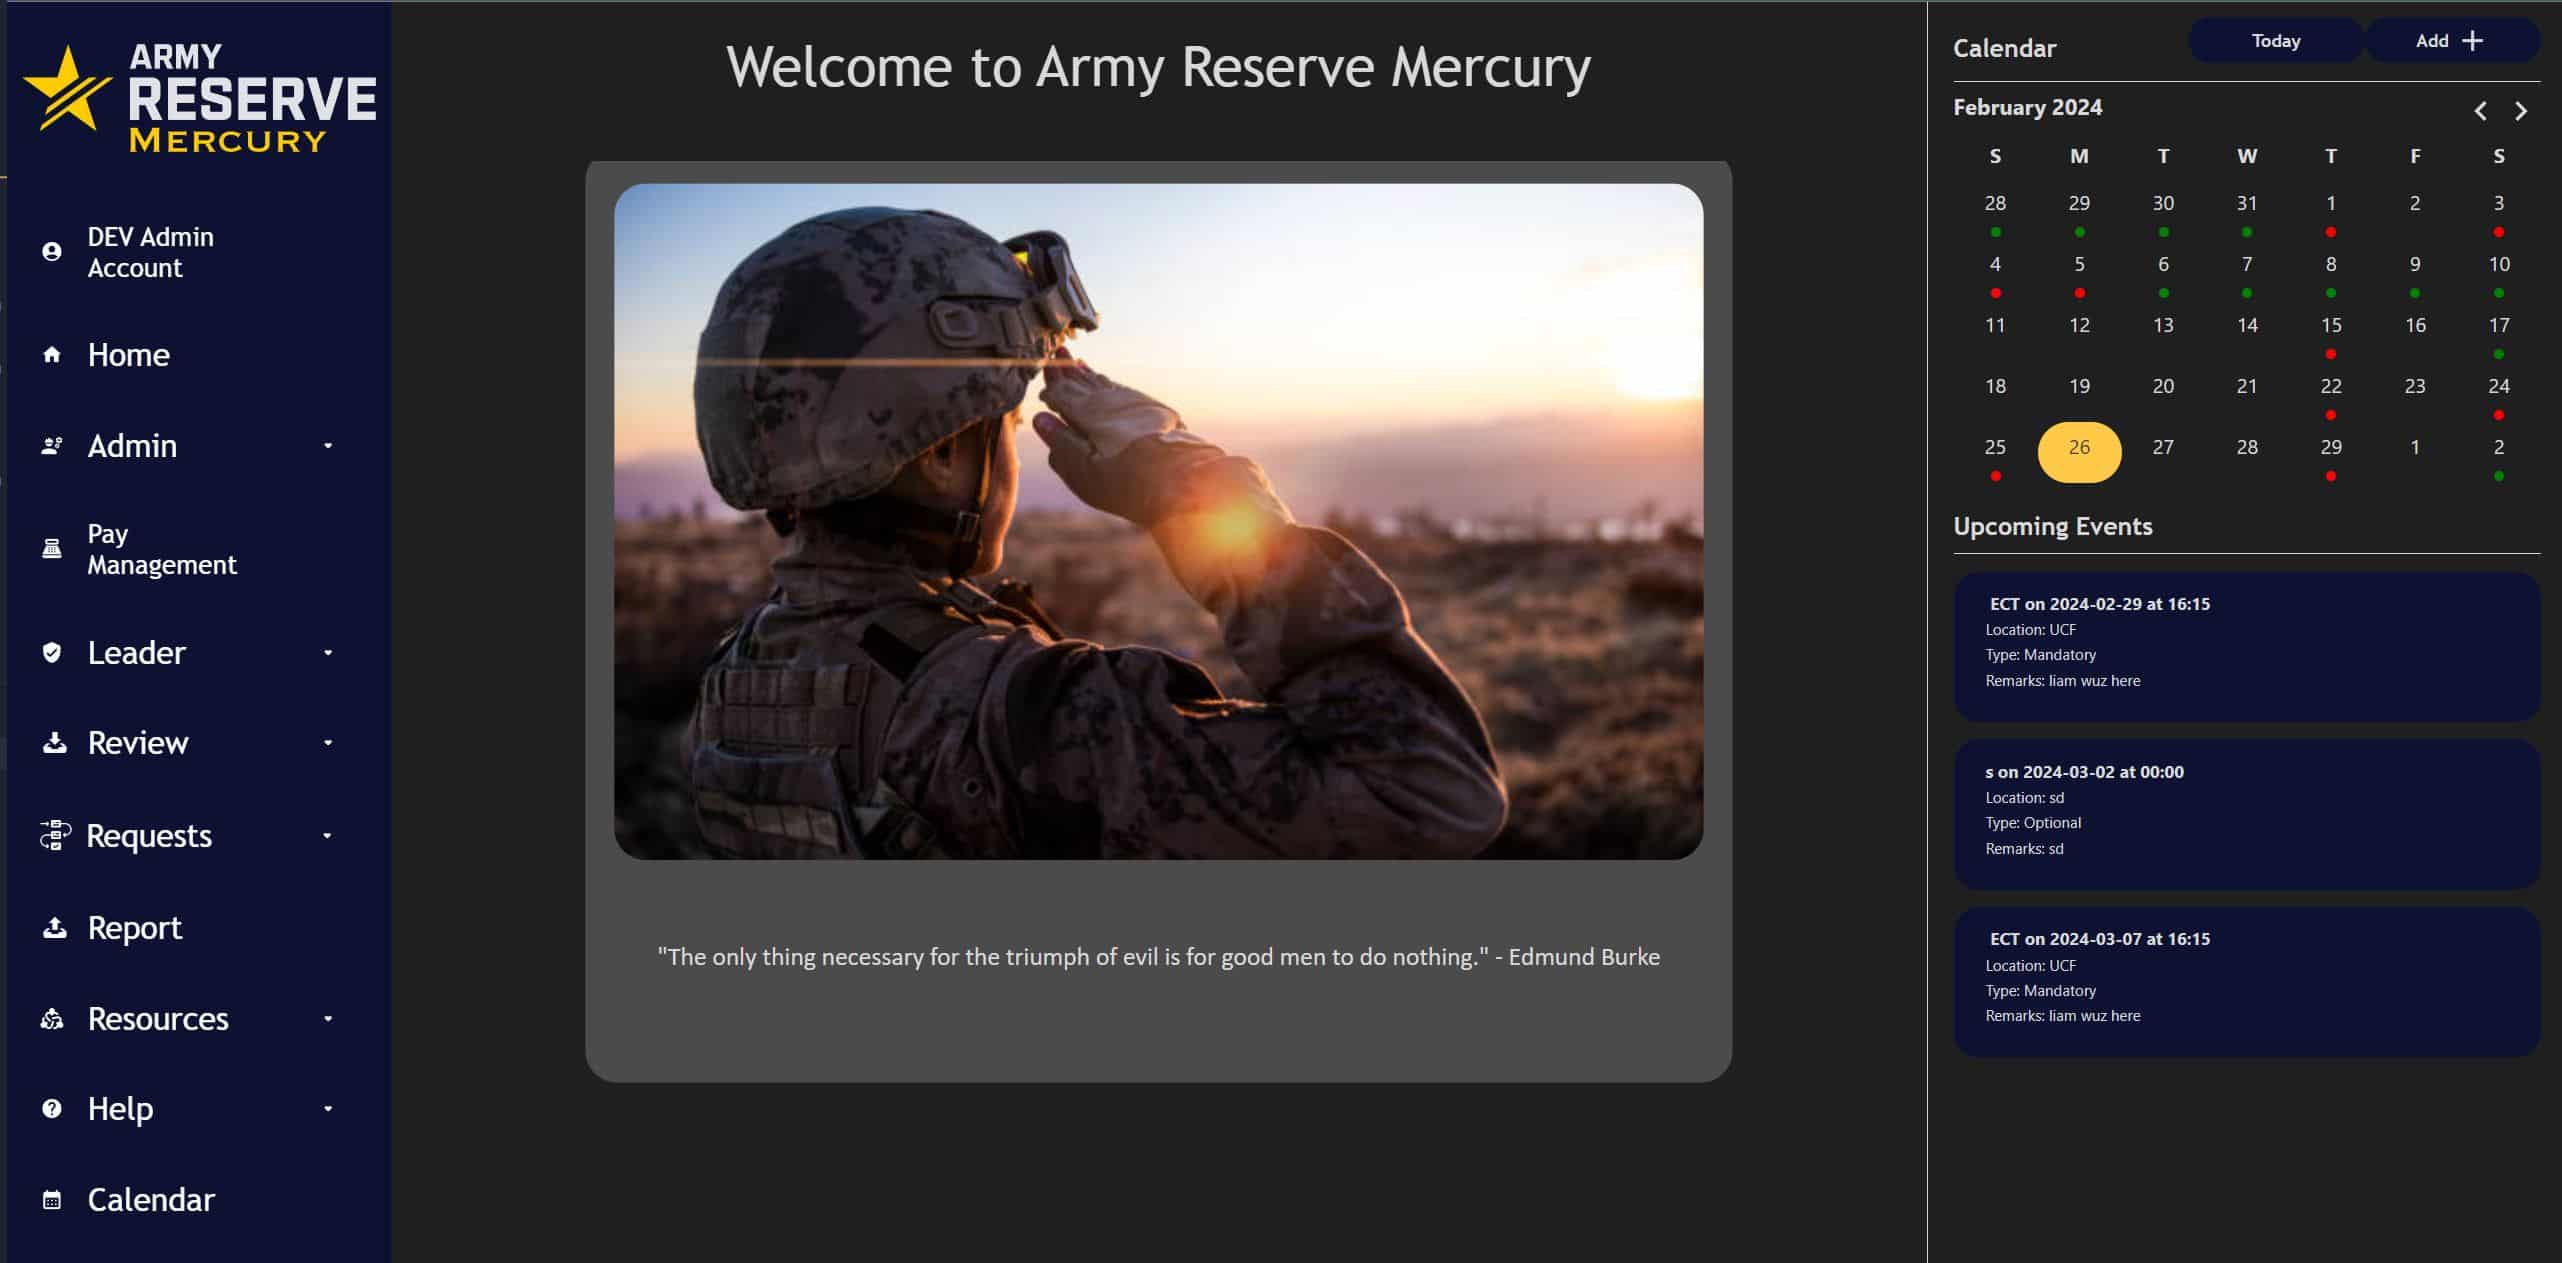 ARMY
RESERVE
MERCURY
DEV Admin
Account
Home
Admin
Pay
Management
Leader
Review
Requests
Report
Resources
Help
Calendar
Welcome to Army Reserve Mercury
"The only thing necessary for the triumph of evil is for good men to do nothing." - Edmund Burke
Calendar Today Add +
February 2024
S M T W T F S
28 29 30 31 1 2 3
4 5 6 7 8 9 10
11 12 13 14 15 16 17
18 19 20 21 22 23 24
25 26 27 28 29 1 2
Upcoming Events
ECT on 2024-02-29 at 16:15
Location: UCF
Type: Mandatory
Remarks: liam wuz here
s on 2024-03-02 at 00:00
Location: sd
Type: Optional
Remarks: sd
ECT on 2024-03-07 at 16:15
Location: UCF
Type: Mandatory
Remarks: liam wuz here